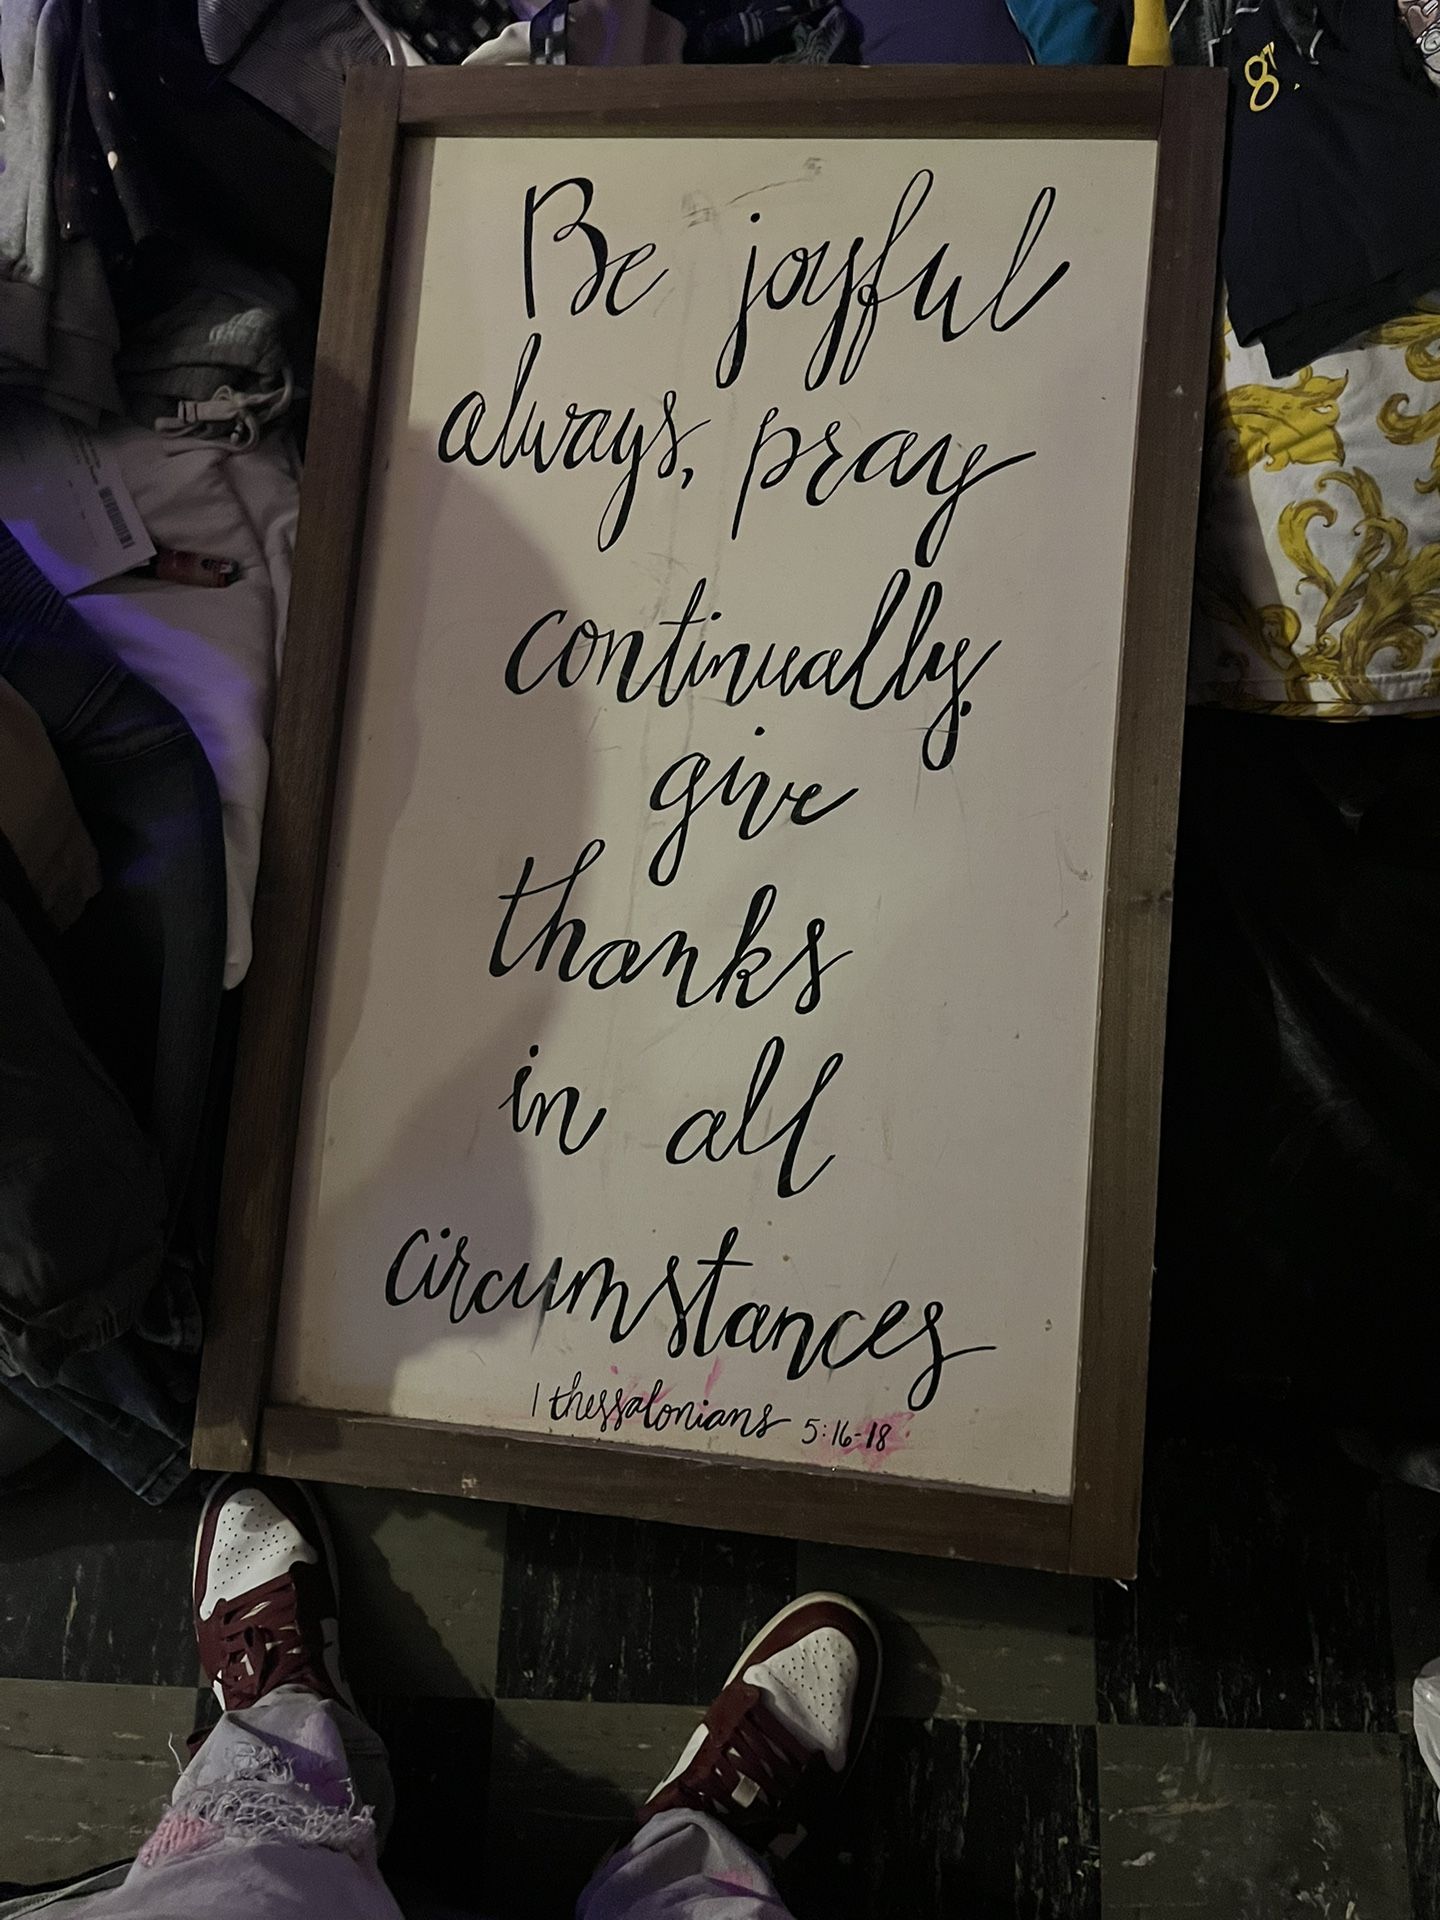 Be joyful
always, pray
continually.
give
thanks
in all
circumstances
1 thessalonians 5:16-18